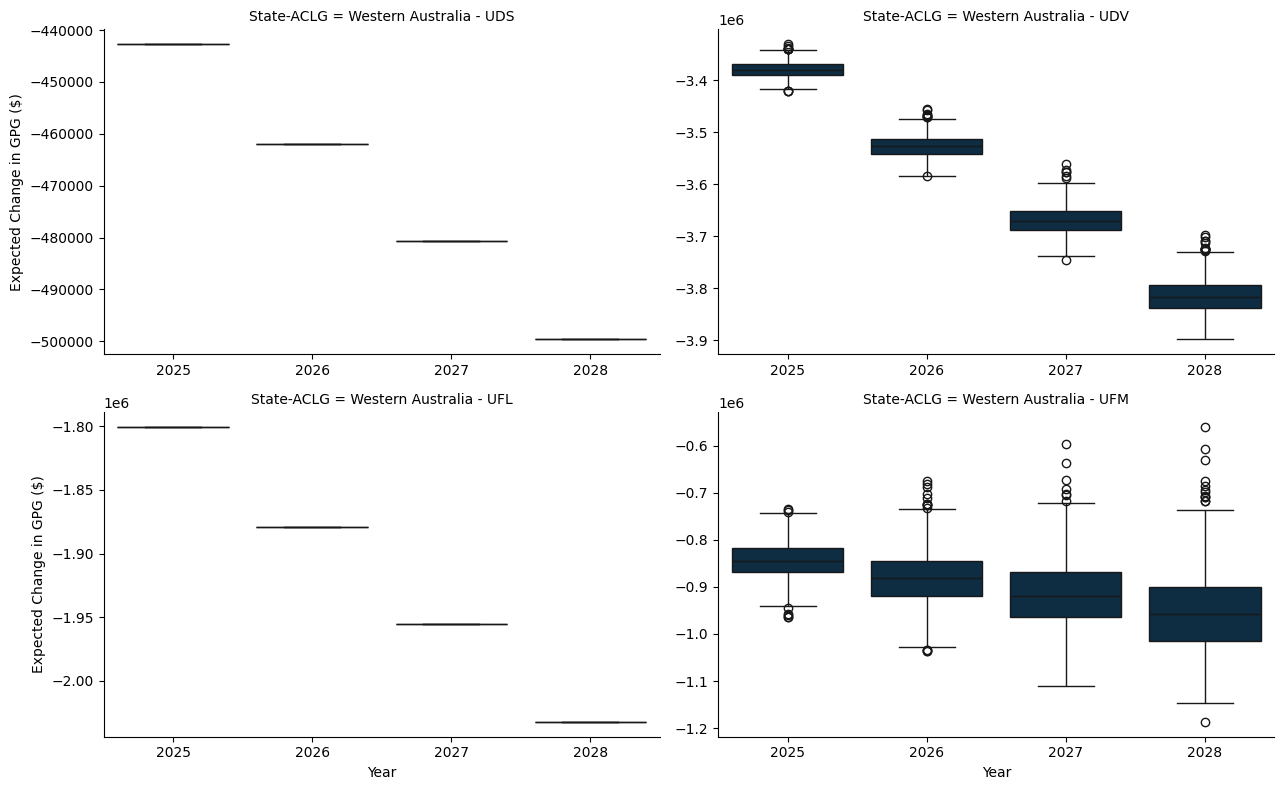 State-ACLG = Western Australia - UDS
Expected Change in GPG ($)
−440000
−450000
−460000
−470000
−480000
−490000
−500000
2025 2026 2027 2028
State-ACLG = Western Australia - UDV
1e6
−3.4
−3.5
−3.6
−3.7
−3.8
−3.9
2025 2026 2027 2028
State-ACLG = Western Australia - UFL
1e6
Expected Change in GPG ($)
−1.80
−1.85
−1.90
−1.95
−2.00
2025 2026 2027 2028
Year
State-ACLG = Western Australia - UFM
1e6
−0.6
−0.7
−0.8
−0.9
−1.0
−1.1
−1.2
2025 2026 2027 2028
Year